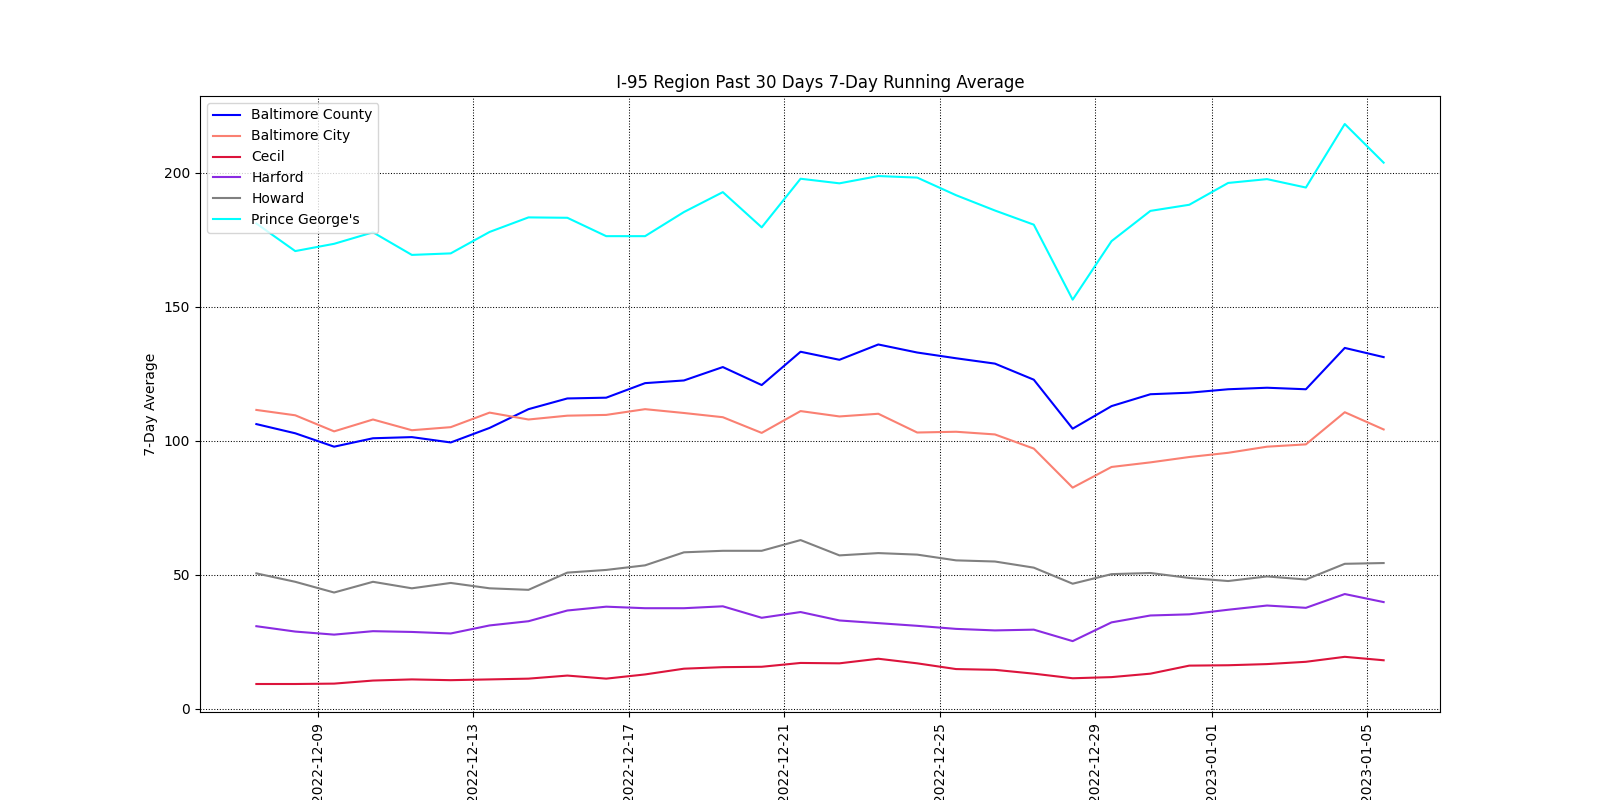 I-95 Region Past 30 Days 7-Day Running Average
Baltimore County
Baltimore City
Cecil
Harford
Howard
Prince George's
7-Day Average
200
150
100
50
0
2022-12-09
2022-12-13
2022-12-17
2022-12-21
2022-12-25
2022-12-29
2023-01-01
2023-01-05